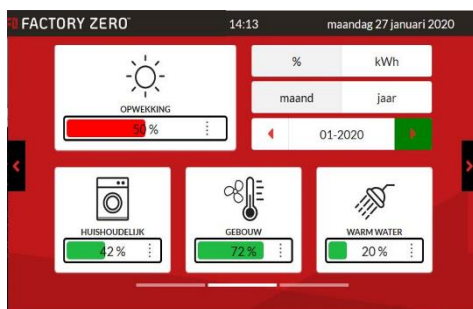 FACTORY ZERO
14:13
maandag 27 januari 2020
% kWh
OPWEKKING
maand jaar
50 %
01-2020
HUISHOUDELIJK
GEBOUW
WARM WATER
42 %
72 %
20 %